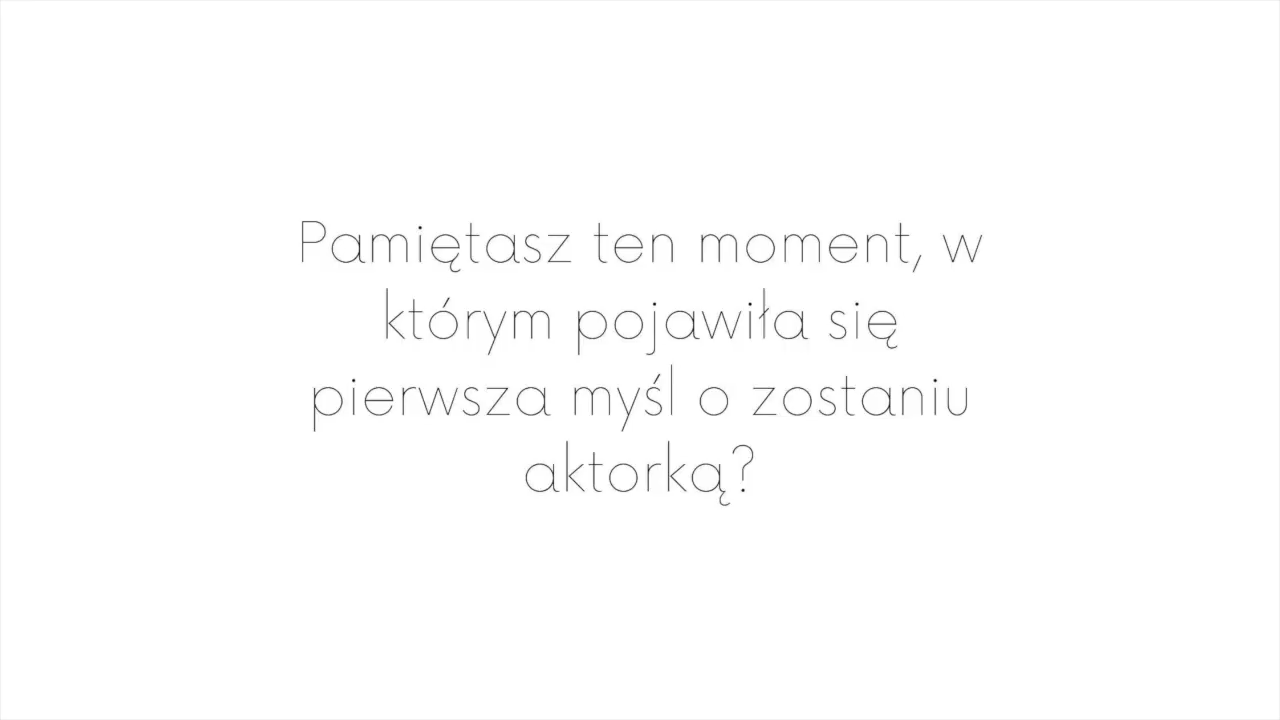 Pamiętasz ten moment, w
którym pojawiła się
pierwsza myśl o zostaniu
aktorką?